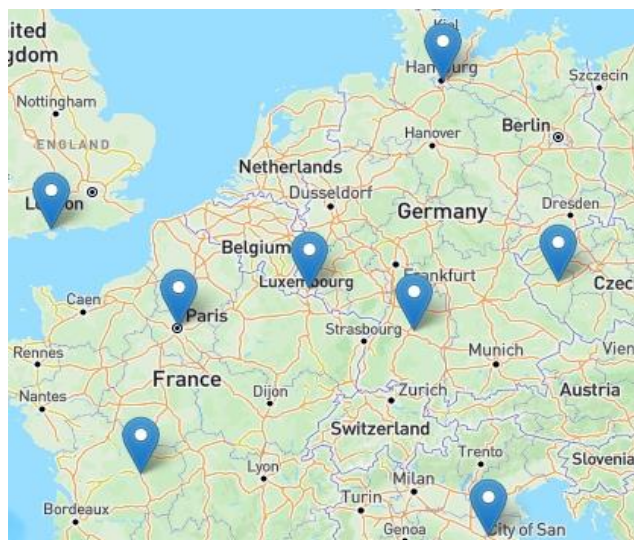 ited
gdom
Kiel
Hamburg
Szczecin
Nottingham
Hanover
Berlin
ENGLAND
Netherlands
London
Dusseldorf
Dresden
Germany
Belgium
Frankfurt
Luxembourg
Czec
Caen
Paris
Strasbourg
Munich
Vien
Rennes
France
Dijon
Zurich
Austria
Nantes
Switzerland
Trento
Slovenia
Lyon
Milan
Bordeaux
Turin
Genoa
City of San